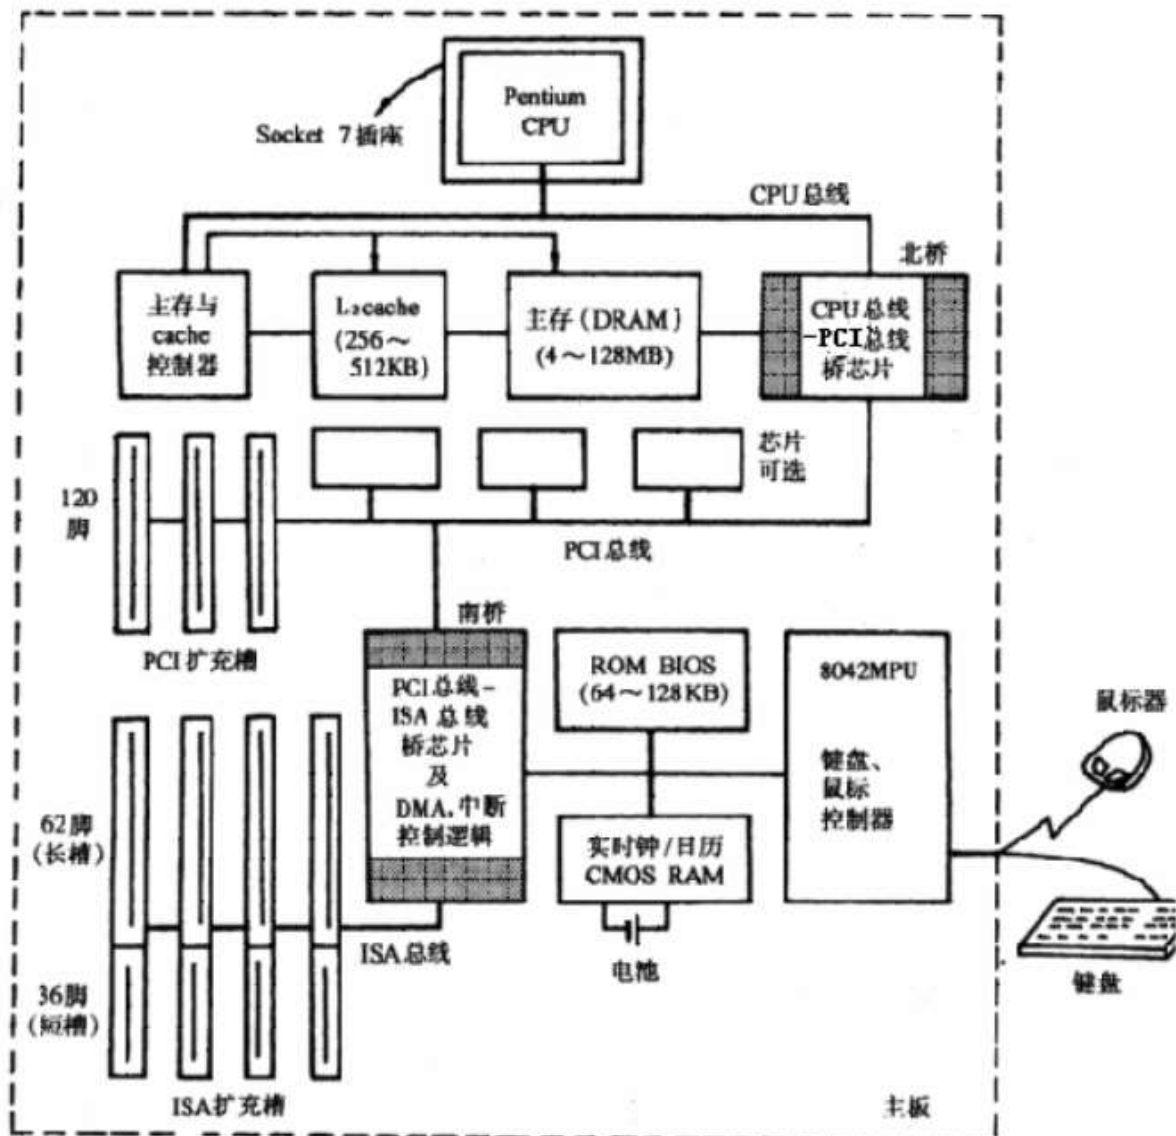 Pentium
CPU
Socket 7插座
CPU总线
北桥
主存与
cache
控制器
L₂cache
(256～
512KB)
主存(DRAM)
(4～128MB)
CPU总线
-PCI总线
桥芯片
芯片
可选
120
脚
PCI总线
PCI扩充槽
南桥
PCI总线-
ISA总线
桥芯片
及
DMA,中断
控制逻辑
ROM BIOS
(64～128KB)
8042MPU
键盘、
鼠标
控制器
鼠标器
62脚
(长槽)
实时钟/日历
CMOS RAM
电池
ISA总线
键盘
36脚
(短槽)
ISA扩充槽
主板